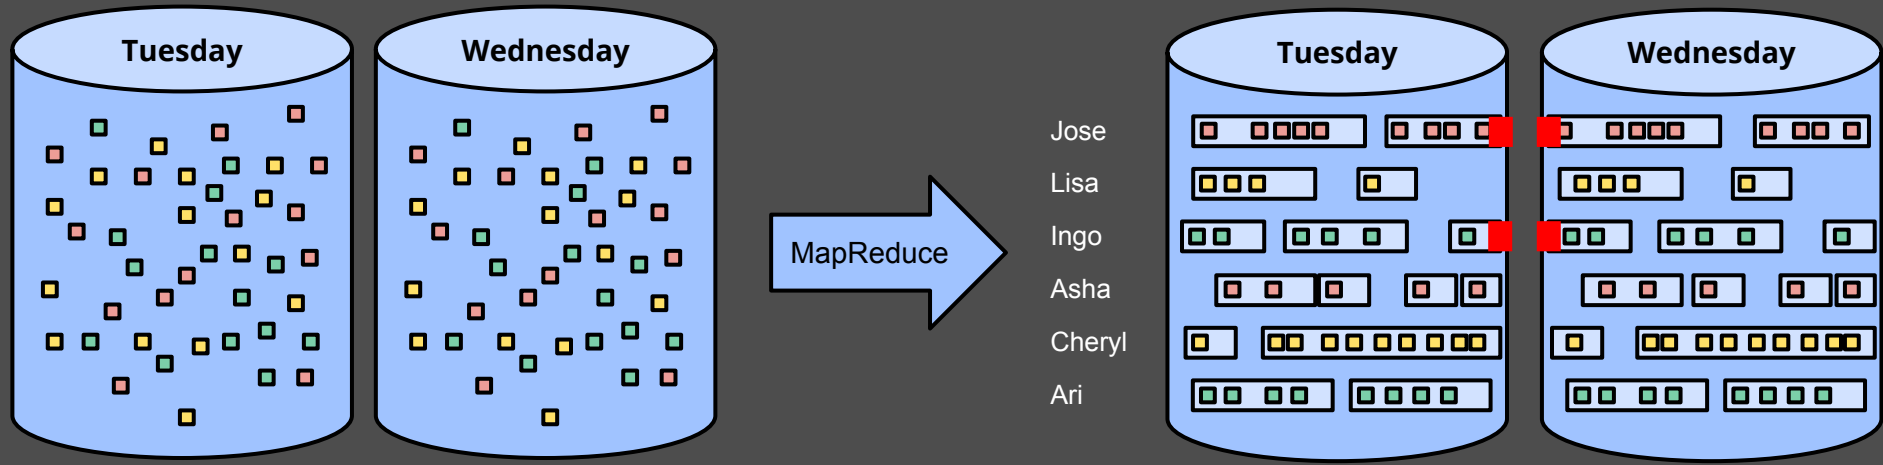 Tuesday
Wednesday
MapReduce
Tuesday
Wednesday
Jose
Lisa
Ingo
Asha
Cheryl
Ari